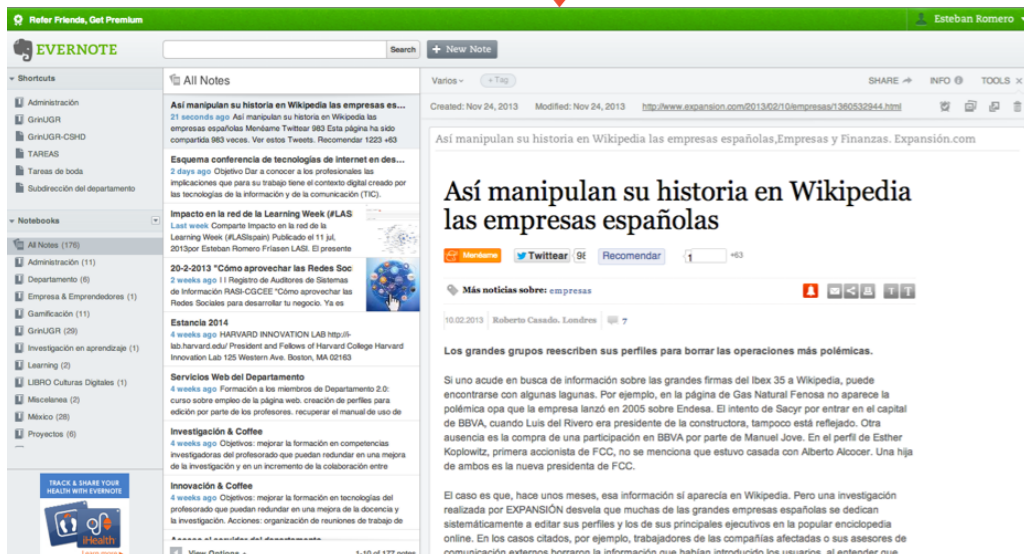 Refer Friends, Get Premium
Esteban Romero
EVERNOTE
Search
+ New Note
Shortcuts
Administración
GrinUGR
GrinUGR-CSHD
TAREAS
Tareas de boda
Subdirección del departamento
Notebooks
All Notes (176)
Administración (11)
Departamento (6)
Empresa & Emprendedores (1)
Gamificación (11)
GrinUGR (29)
Investigación en aprendizaje (1)
Learning (2)
LIBRO Culturas Digitales (1)
Miscelanea (2)
México (28)
Proyectos (6)
TRACK & SHARE YOUR
HEALTH WITH EVERNOTE
iHealth
Learn more
All Notes
Así manipulan su historia en Wikipedia las empresas es...
21 seconds ago Así manipulan su historia en Wikipedia las
empresas españolas Menéame Twittear 983 Esta página ha sido
compartida 983 veces. Ver estos Tweets. Recomendar 1223 +63
Esquema conferencia de tecnologías de internet en des...
2 days ago Objetivo Dar a conocer a los profesionales las
implicaciones que para su trabajo tiene el contexto digital creado por
las tecnologías de la información y de la comunicación (TIC).
Impacto en la red de la Learning Week (#LASI
Last week Comparte Impacto en la red de la
Learning Week (#LASIspain) Publicado el 11 jul,
2013por Esteban Romero Fríasen LASI. El presente
20-2-2013 "Cómo aprovechar las Redes Soc
2 weeks ago I I Registro de Auditores de Sistemas
de Información RASI-CGCEE "Cómo aprovechar las
Redes Sociales para desarrollar tu negocio. Ya es
Estancia 2014
4 weeks ago HARVARD INNOVATION LAB http://i-
lab.harvard.edu/ President and Fellows of Harvard College Harvard
Innovation Lab 125 Western Ave. Boston, MA 02163
Servicios Web del Departamento
4 weeks ago Formación a los miembros de Departamento 2.0:
curso sobre empleo de la página web. creación de perfiles para
edición por parte de los profesores. recuperar el manual de uso de
Investigación & Coffee
4 weeks ago Objetivos: mejorar la formación en competencias
investigadoras del profesorado que puedan redundar en una mejora
de la investigación y en un incremento de la colaboración entre
Innovación & Coffee
4 weeks ago Objetivos: mejorar la formación en tecnologías del
profesorado que puedan redundar en una mejora de la docencia y
la investigación. Acciones: organización de reuniones de trabajo de
Acceso al servidor del departamento
View Options
1-10 of 177 notes
Varios
+Tag
SHARE
INFO
TOOLS
Created: Nov 24, 2013 Modified: Nov 24, 2013 http://www.expansion.com/2013/02/10/empresas/1360532944.html
Así manipulan su historia en Wikipedia las empresas españolas,Empresas y Finanzas. Expansión.com
Así manipulan su historia en Wikipedia
las empresas españolas
Menéame
Twittear 98
Recomendar
1
+63
Más noticias sobre: empresas
T T
10.02.2013 Roberto Casado. Londres 7
Los grandes grupos reescriben sus perfiles para borrar las operaciones más polémicas.
Si uno acude en busca de información sobre las grandes firmas del Ibex 35 a Wikipedia, puede
encontrarse con algunas lagunas. Por ejemplo, en la página de Gas Natural Fenosa no aparece la
polémica opa que la empresa lanzó en 2005 sobre Endesa. El intento de Sacyr por entrar en el capital
de BBVA, cuando Luis del Rivero era presidente de la constructora, tampoco está reflejado. Otra
ausencia es la compra de una participación en BBVA por parte de Manuel Jove. En el perfil de Esther
Koplowitz, primera accionista de FCC, no se menciona que estuvo casada con Alberto Alcocer. Una hija
de ambos es la nueva presidenta de FCC.
El caso es que, hace unos meses, esa información sí aparecía en Wikipedia. Pero una investigación
realizada por EXPANSIÓN desvela que muchas de las grandes empresas españolas se dedican
sistemáticamente a editar sus perfiles y los de sus principales ejecutivos en la popular enciclopedia
online. En los casos citados, por ejemplo, trabajadores de las compañías afectadas o sus asesores de
comunicación externos borraron la información que habían introducido los usuarios, al entender que